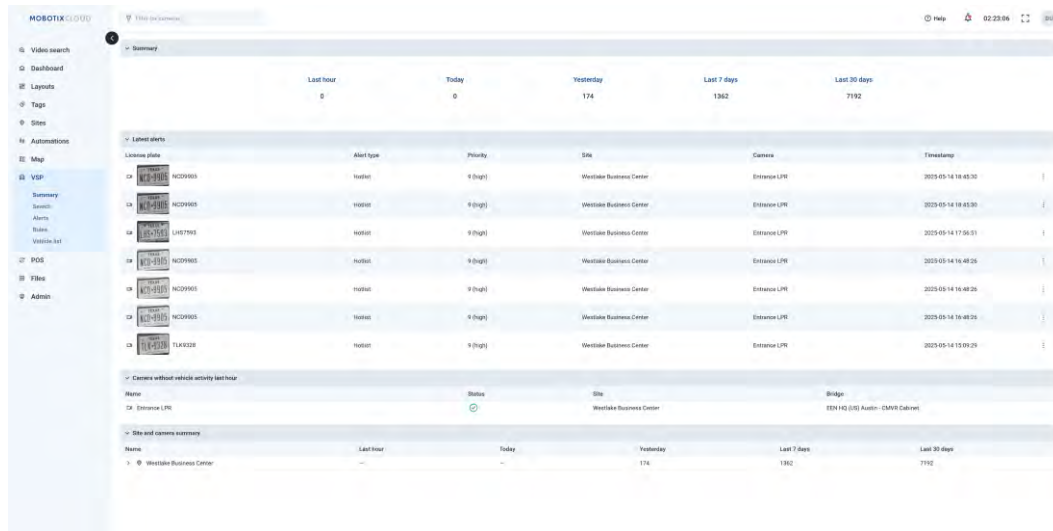 MOBOTIX CLOUD
Help 02:23:06
Video search
Dashboard
Layouts
Tags
Sites
Automations
Map
VSP
Summary
Search
Alerts
Rules
Vehicle list
POS
Files
Admin
Summary
Last hour Today Yesterday Last 7 days Last 30 days
0 0 174 1362 7192
Latest alerts
License plate Alert type Priority Site Camera Timestamp
NCD9905 Hotlist 9 (high) Westlake Business Center Entrance LPR 2025-05-14 18:45:30
NCD9905 Hotlist 9 (high) Westlake Business Center Entrance LPR 2025-05-14 18:45:30
LHS7593 Hotlist 9 (high) Westlake Business Center Entrance LPR 2025-05-14 17:56:51
NCD9905 Hotlist 9 (high) Westlake Business Center Entrance LPR 2025-05-14 16:48:26
NCD9905 Hotlist 9 (high) Westlake Business Center Entrance LPR 2025-05-14 16:48:26
NCD9905 Hotlist 9 (high) Westlake Business Center Entrance LPR 2025-05-14 16:48:26
TLK9328 Hotlist 9 (high) Westlake Business Center Entrance LPR 2025-05-14 15:09:29
Camera without vehicle activity last hour
Name Status Site Bridge
Entrance LPR Westlake Business Center EEN HQ (US) Austin - CMVR Cabinet
Site and camera summary
Name Last hour Today Yesterday Last 7 days Last 30 days
Westlake Business Center — — 174 1362 7192